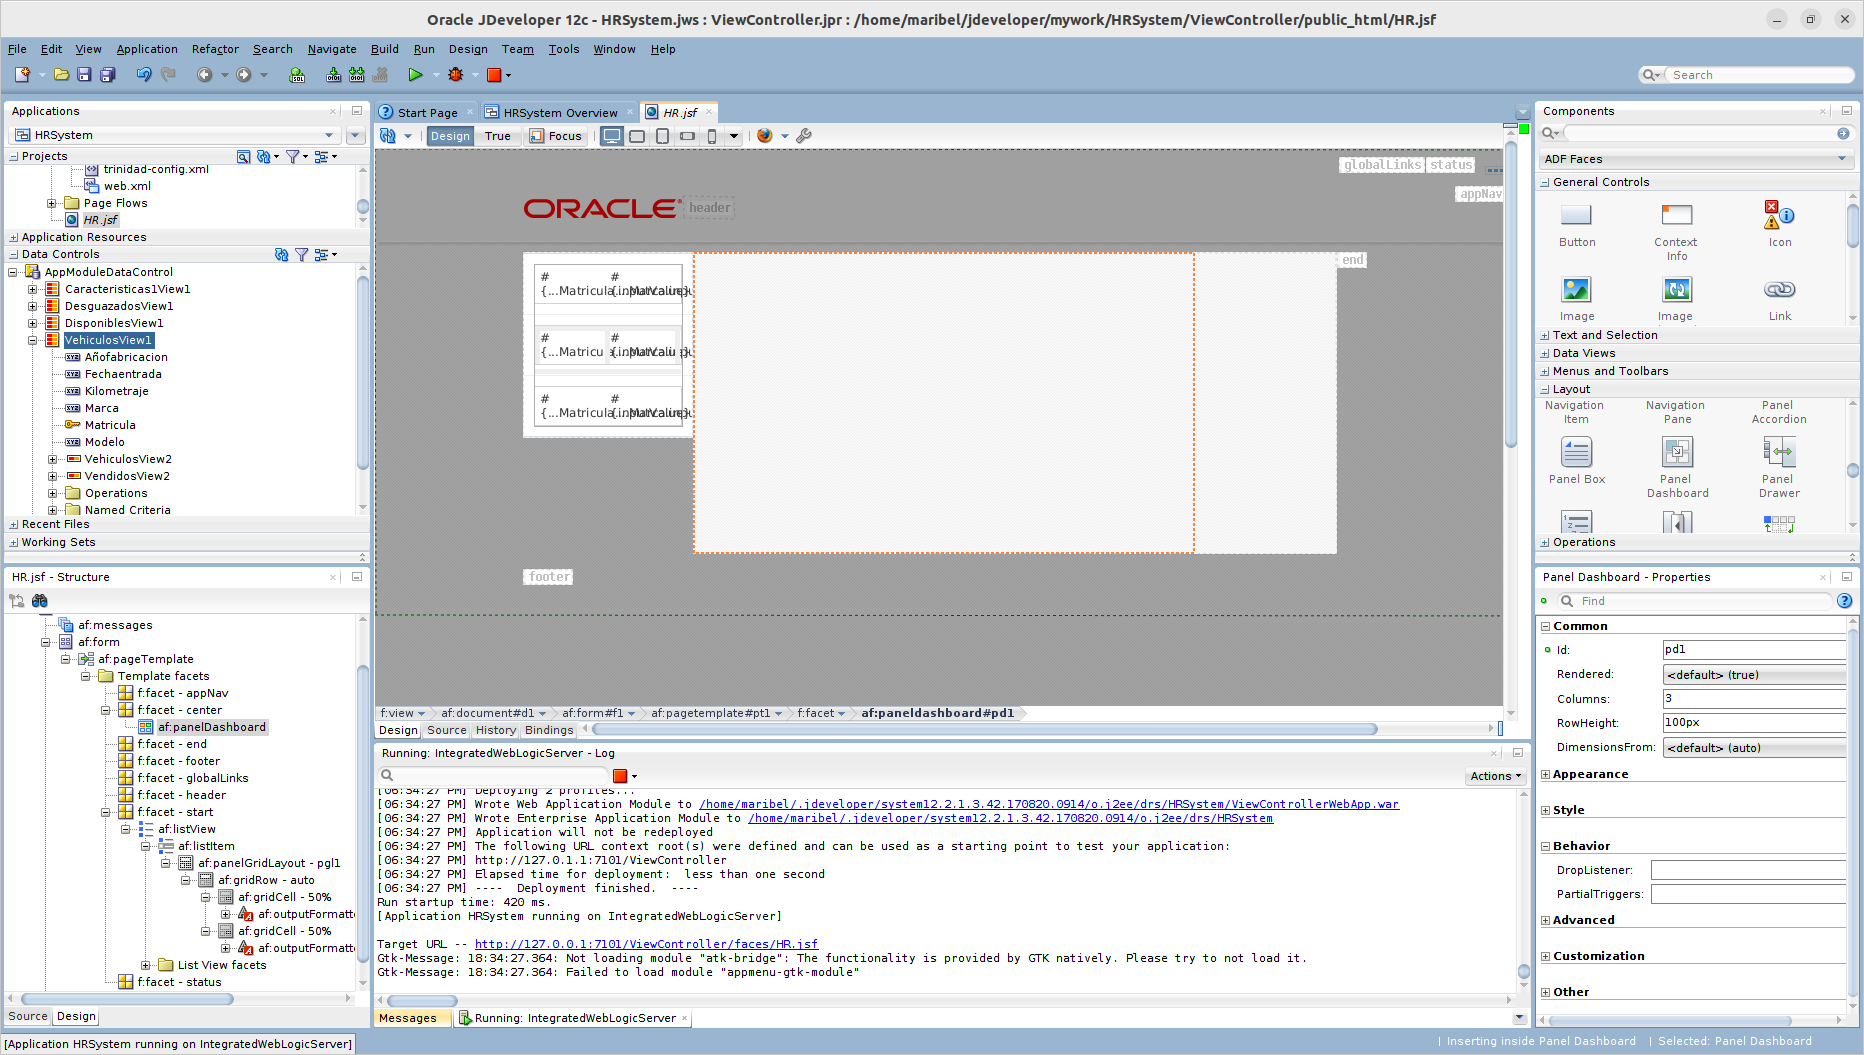 Oracle JDeveloper 12c - HRSystem.jws : ViewController.jpr : /home/maribel/jdeveloper/mywork/HRSystem/ViewController/public_html/HR.jsf
File Edit View Application Refactor Search Navigate Build Run Design Team Tools Window Help
Search
Applications
HRSystem
Projects
trinidad-config.xml
web.xml
Page Flows
HR.jsf
Application Resources
Data Controls
AppModuleDataControl
Caracteristicas1View1
DesguazadosView1
DisponiblesView1
VehiculosView1
Añofabricacion
Fechaentrada
Kilometraje
Marca
Matricula
Modelo
VehiculosView2
VendidosView2
Operations
Named Criteria
Recent Files
Working Sets
HR.jsf - Structure
af:messages
af:form
af:pageTemplate
Template facets
f:facet - appNav
f:facet - center
af:panelDashboard
f:facet - end
f:facet - footer
f:facet - globalLinks
f:facet - header
f:facet - start
af:listView
af:listItem
af:panelGridLayout - pgl1
af:gridRow - auto
af:gridCell - 50%
af:outputFormatte
af:gridCell - 50%
af:outputFormatte
List View facets
f:facet - status
Source Design
[Application HRSystem running on IntegratedWebLogicServer]
Start Page HRSystem Overview HR.jsf
Design True Focus
globalLinks status
appNav
ORACLE header
end
# #
{...Matricula
# #
{...Matricu
# #
{...Matricula
footer
f:view af:document#d1 af:form#f1 af:pagetemplate#pt1 f:facet af:paneldashboard#pd1
Design Source History Bindings
Running: IntegratedWebLogicServer - Log
Actions
[06:34:27 PM] Deploying 2 profiles...
[06:34:27 PM] Wrote Web Application Module to /home/maribel/.jdeveloper/system12.2.1.3.42.170820.0914/o.j2ee/drs/HRSystem/ViewControllerWebApp.war
[06:34:27 PM] Wrote Enterprise Application Module to /home/maribel/.jdeveloper/system12.2.1.3.42.170820.0914/o.j2ee/drs/HRSystem
[06:34:27 PM] Application will not be redeployed
[06:34:27 PM] The following URL context root(s) were defined and can be used as a starting point to test your application:
[06:34:27 PM] http://127.0.1.1:7101/ViewController
[06:34:27 PM] Elapsed time for deployment:  less than one second
[06:34:27 PM] ----  Deployment finished.  ----
Run startup time: 420 ms.
[Application HRSystem running on IntegratedWebLogicServer]
Target URL -- http://127.0.0.1:7101/ViewController/faces/HR.jsf
Gtk-Message: 18:34:27.364: Not loading module "atk-bridge": The functionality is provided by GTK natively. Please try to not load it.
Gtk-Message: 18:34:27.364: Failed to load module "appmenu-gtk-module"
Messages Running: IntegratedWebLogicServer
Components
ADF Faces
General Controls
Button Context Info Icon
Image Image Link
Text and Selection
Data Views
Menus and Toolbars
Layout
Navigation Item Navigation Pane Panel Accordion
Panel Box Panel Dashboard Panel Drawer
Operations
Panel Dashboard - Properties
Find
Common
Id: pd1
Rendered: <default> (true)
Columns: 3
RowHeight: 100px
DimensionsFrom: <default> (auto)
Appearance
Style
Behavior
DropListener:
PartialTriggers:
Advanced
Customization
Other
Inserting inside Panel Dashboard | Selected: Panel Dashboard